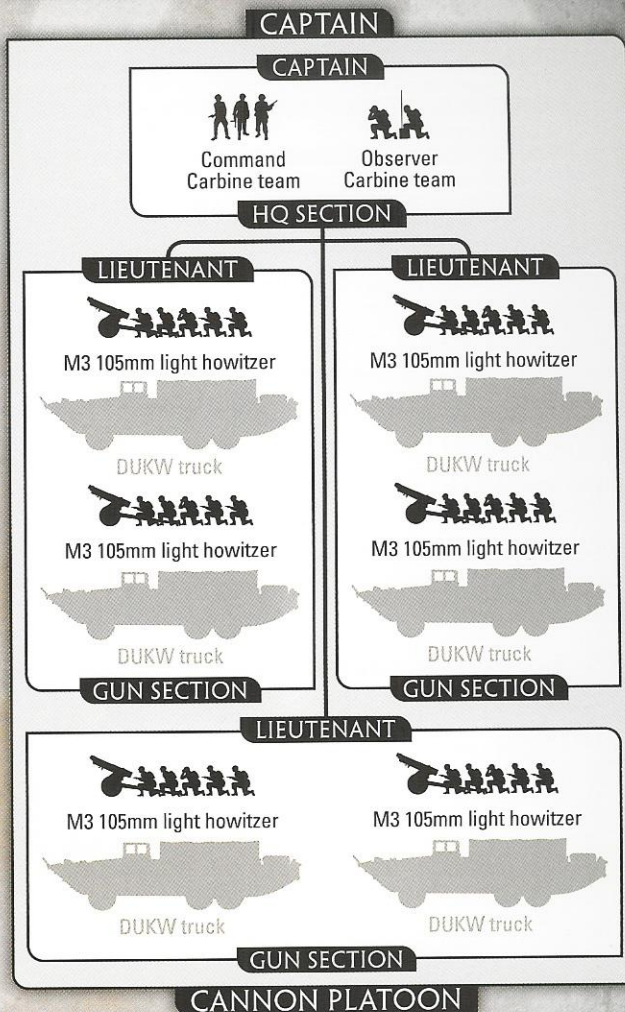 CAPTAIN
CAPTAIN
Command
Carbine team
Observer
Carbine team
HQ SECTION
LIEUTENANT
M3 105mm light howitzer
DUKW truck
M3 105mm light howitzer
DUKW truck
GUN SECTION
LIEUTENANT
M3 105mm light howitzer
DUKW truck
M3 105mm light howitzer
DUKW truck
GUN SECTION
LIEUTENANT
M3 105mm light howitzer
DUKW truck
M3 105mm light howitzer
DUKW truck
GUN SECTION
CANNON PLATOON